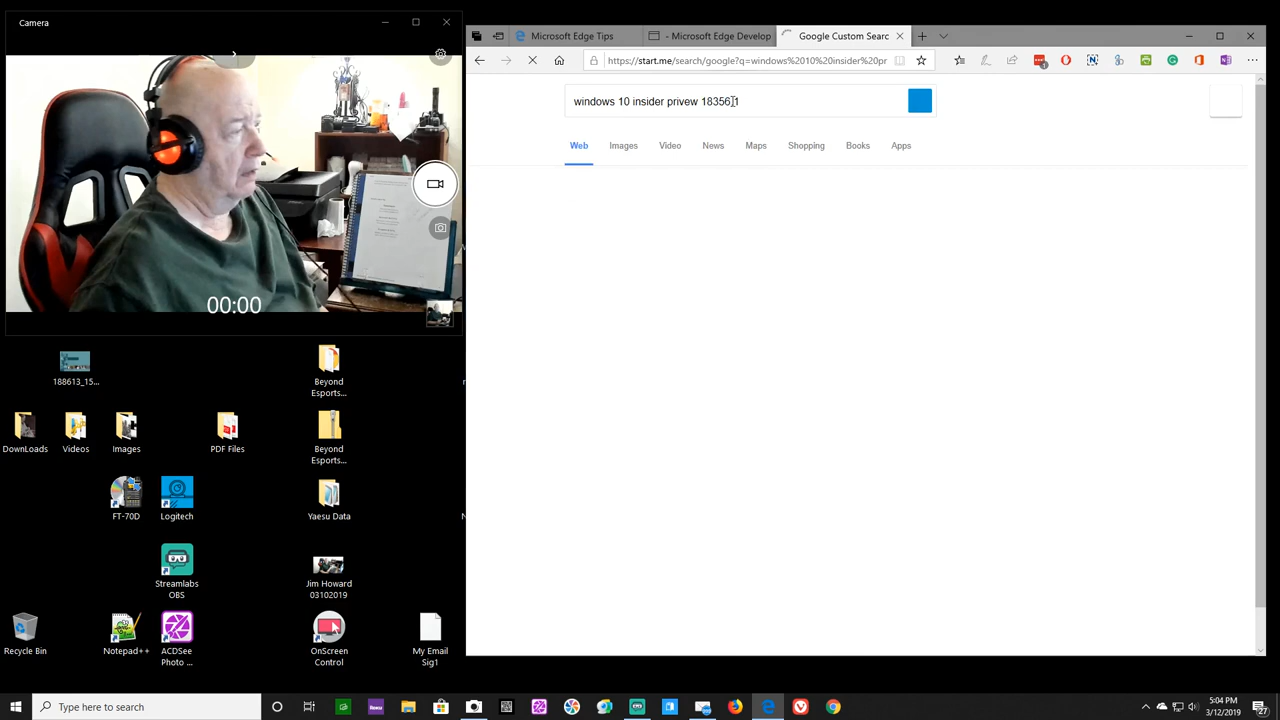 Camera
00:00
188613_15...
Beyond
Esports...
DownLoads
Videos
Images
PDF Files
Beyond
Esports...
FT-70D
Logitech
Yaesu Data
Streamlabs
OBS
Jim Howard
03102019
Recycle Bin
Notepad++
ACDSee
Photo ...
OnScreen
Control
My Email
Sig1
Microsoft Edge Tips
- Microsoft Edge Develop
Google Custom Searc
https://start.me/search/google?q=windows%2010%20insider%20pr
windows 10 insider privew 18356.1
Web
Images
Video
News
Maps
Shopping
Books
Apps
Type here to search
5:04 PM
3/12/2019
27